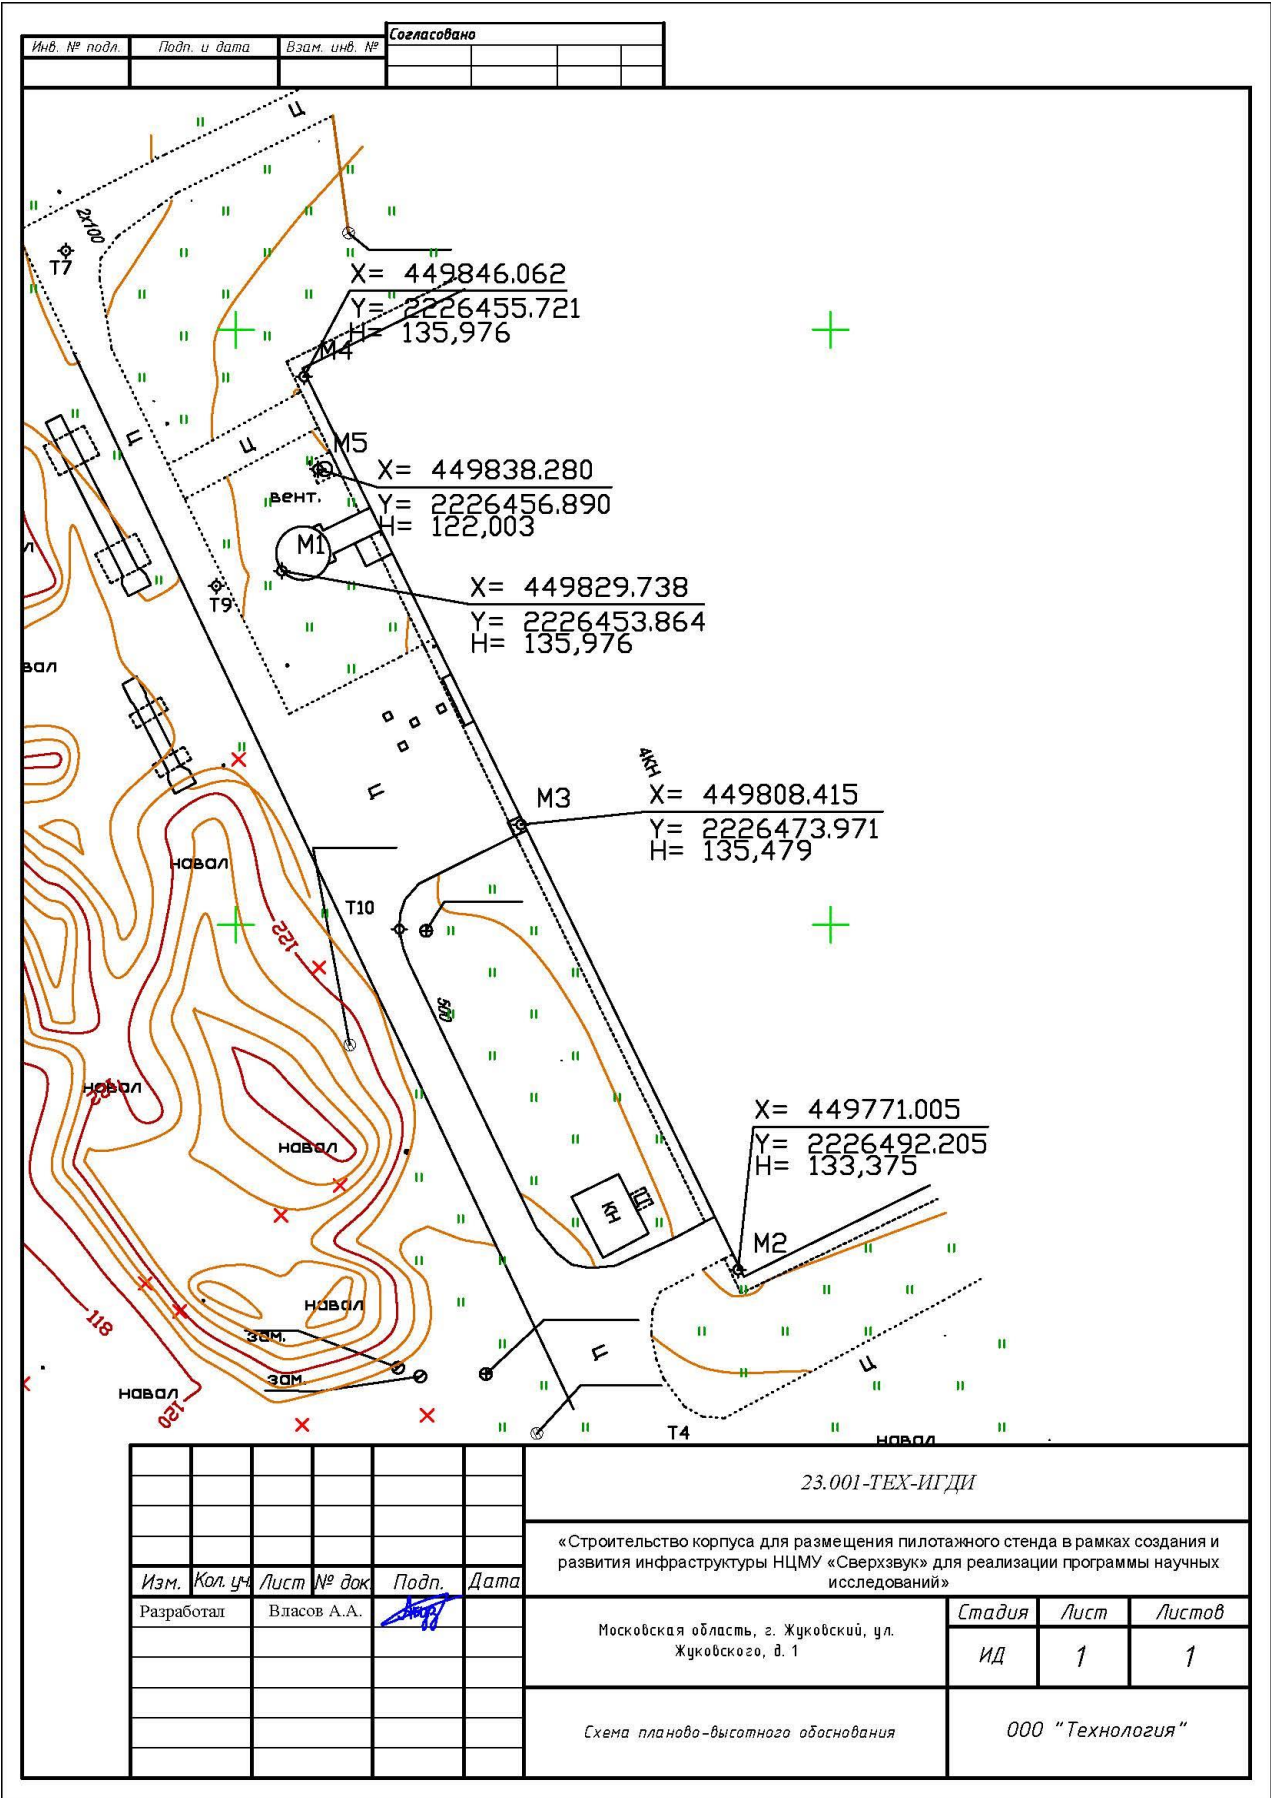 Инв. № подл.
Подп. и дата
Взам. инв. №
Согласовано
Ц
2х100
Т7
X= 449846.062
Y= 2226455.721
H= 135,976
М4
Ц
Ц
М5
X= 449838.280
Y= 2226456.890
H= 122,003
вент.
М1
X= 449829.738
Y= 2226453.864
H= 135,976
Т9
вал
4КН
X= 449808.415
Y= 2226473.971
H= 135,479
М3
Ц
навал
Т10
122
500
навал
навал
X= 449771.005
Y= 2226492.205
H= 133,375
КН
М2
навал
118
зам.
зам.
Ц
Ц
навал
120
Т4
навал
23.001-ТЕХ-ИГДИ
«Строительство корпуса для размещения пилотажного стенда в рамках создания и
развития инфраструктуры НЦМУ «Сверхзвук» для реализации программы научных
исследований»
Изм. Кол. уч Лист № док Подп. Дата
Разработал Власов А.А.
Московская область, г. Жуковский, ул.
Жуковского, д. 1
Стадия Лист Листов
ИД 1 1
Схема планово-высотного обоснования
ООО "Технология"